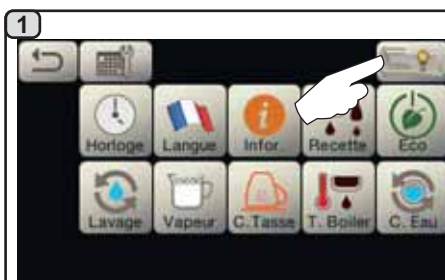 1
Horloge Langue Infor. Recette Eco
Lavage Vapeur C.Tasse T. Boiler C. Eau